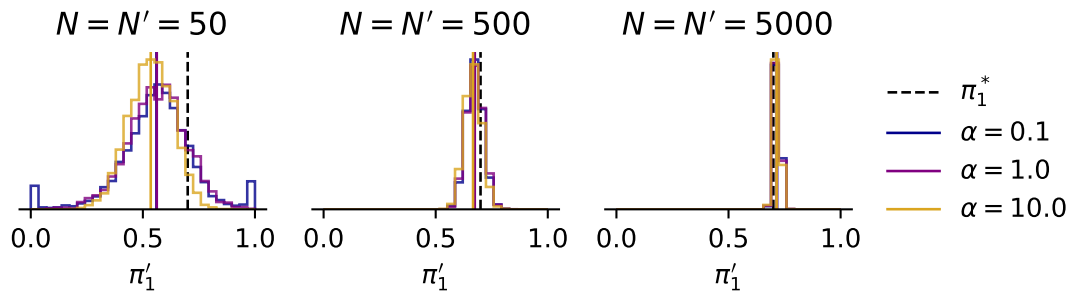 N = N′ = 50
N = N′ = 500
N = N′ = 5000
0.0 0.5 1.0
0.0 0.5 1.0
0.0 0.5 1.0
π′₁
π′₁
π′₁
π*₁
α = 0.1
α = 1.0
α = 10.0